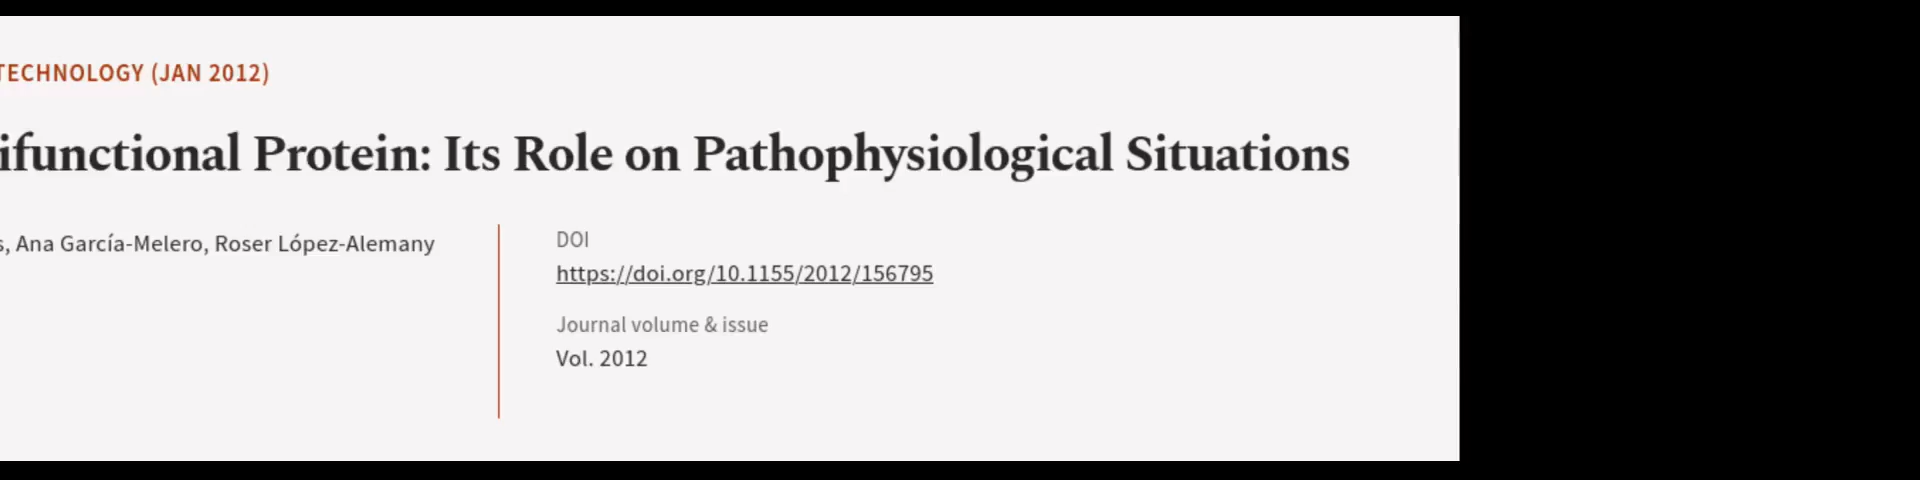 TECHNOLOGY (JAN 2012)
ifunctional Protein: Its Role on Pathophysiological Situations
s, Ana García-Melero, Roser López-Alemany
DOI
https://doi.org/10.1155/2012/156795
Journal volume & issue
Vol. 2012